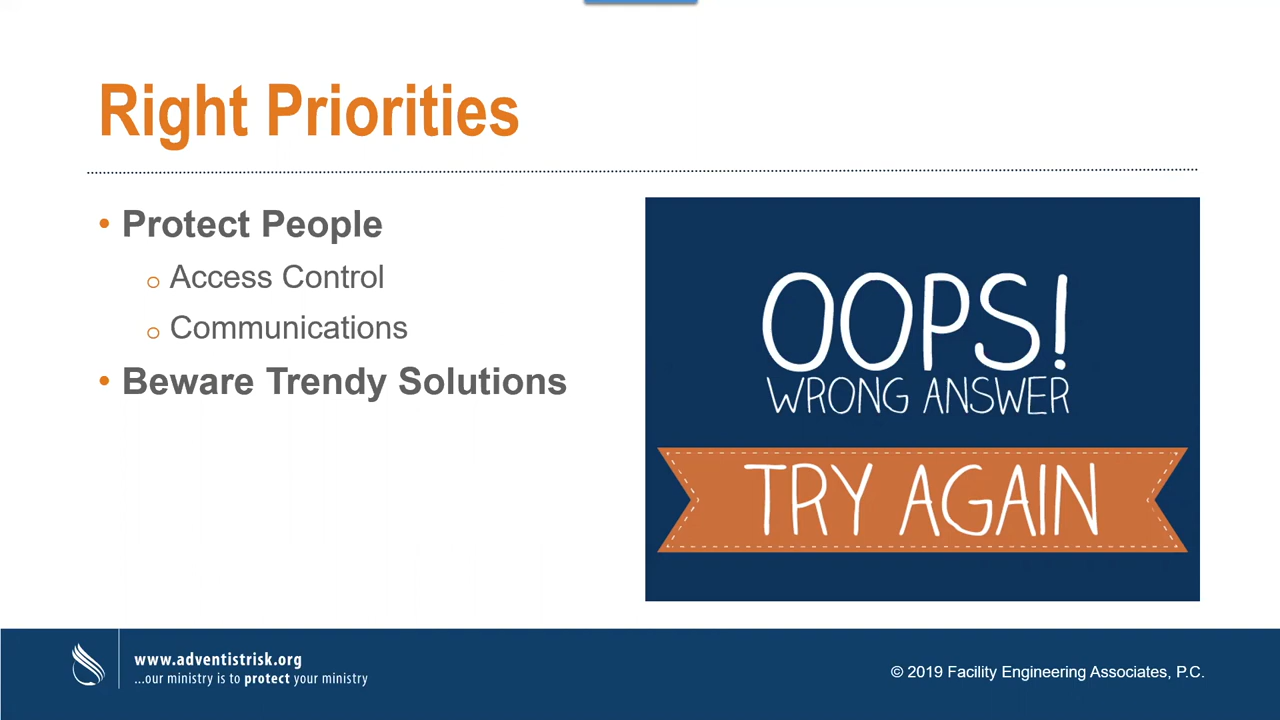 Right Priorities
• Protect People
o Access Control
o Communications
• Beware Trendy Solutions
OOPS!
WRONG ANSWER
TRY AGAIN
www.adventistrisk.org
...our ministry is to protect your ministry
© 2019 Facility Engineering Associates, P.C.